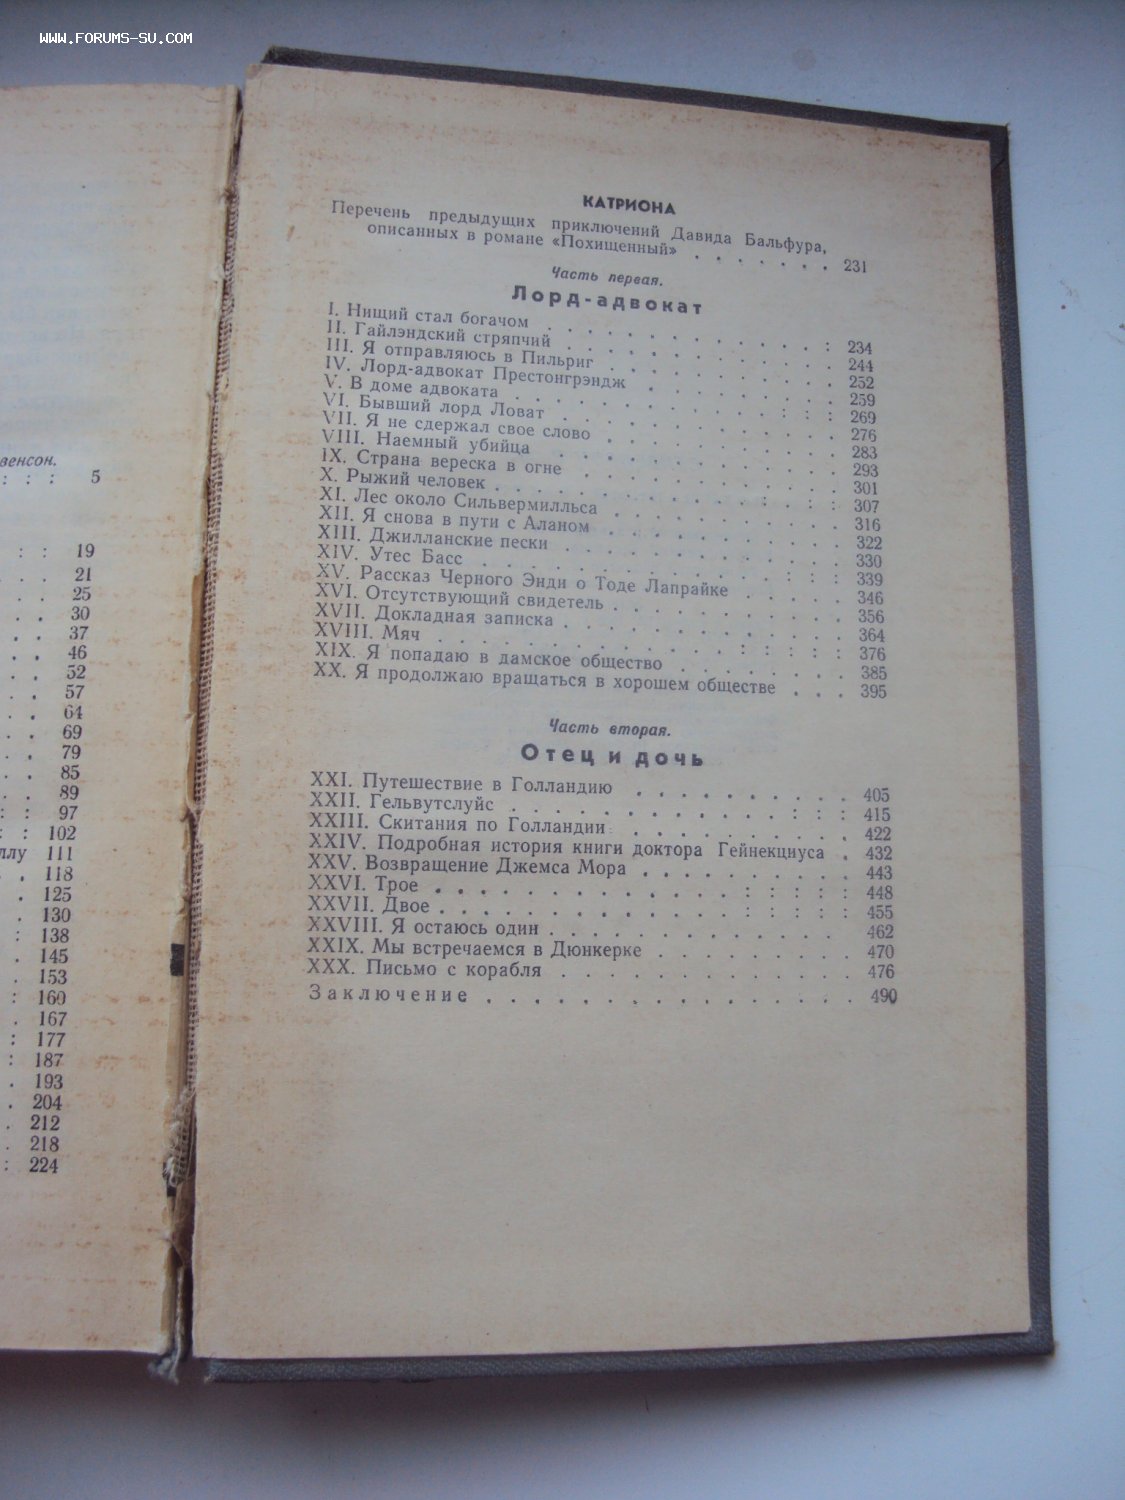 www.forums-su.com
венсон.
: : : 5
: : 19
. . . 21
. . 25
. . 30
. . 37
. . 46
. . 52
. . 57
. . 64
. . 69
. . 79
. . 85
. . 89
: : 97
: : 102
ллу 111
. . 118
. 125
. 130
: 138
. 145
. 153
: 160
. 167
: 177
: 187
. 193
. 204
. 212
. 218
: 224
КАТРИОНА
Перечень предыдущих приключений Давида Бальфура,
описанных в романе «Похищенный» . . . . . . . 231
Часть первая.
Лорд-адвокат
I. Нищий стал богачом . . . . . . . . . . . . : 234
II. Гайлэндский стряпчий . . . . . . . . . . . . 244
III. Я отправляюсь в Пильриг . . . . . . . . . . 252
IV. Лорд-адвокат Престонгрэндж . . . . . . . . . 259
V. В доме адвоката . . . . . . . . . . . : : : 269
VI. Бывший лорд Ловат . . . . . . . . . . . . 276
VII. Я не сдержал свое слово . . . . . . . . . . 283
VIII. Наемный убийца . . . . . . . . . . . . . 293
IX. Страна вереска в огне . . . . . . . . . . . 301
X. Рыжий человек . . . . . . . . . . . . : : : 307
XI. Лес около Сильвермилльса . . . . . . . . . . 316
XII. Я снова в пути с Аланом . . . . . . . . . . 322
XIII. Джилланские пески . . . . . . . . . . . . 330
XIV. Утес Басс . . . . . . . . . . . . . : : : 339
XV. Рассказ Черного Энди о Тоде Лапрайке . . . . . 346
XVI. Отсутствующий свидетель . . . . . . . . . . 356
XVII. Докладная записка . . . . . . . . . . . . 364
XVIII. Мяч . . . . . . . . . . . . . : : : : : 376
XIX. Я попадаю в дамское общество . . . . . . . . 385
XX. Я продолжаю вращаться в хорошем обществе . . . 395
Часть вторая.
Отец и дочь
XXI. Путешествие в Голландию . . . . . . . . . . 405
XXII. Гельвутслуйс . . . . . . . . . . . . : : : 415
XXIII. Скитания по Голландии . . . . . . . . . . 422
XXIV. Подробная история книги доктора Гейнекциуса . 432
XXV. Возвращение Джемса Мора . . . . . . . . . . 443
XXVI. Трое . . . . . . . . . . . . : : : : : 448
XXVII. Двое . . . . . . . . . . . . : : : : : 455
XXVIII. Я остаюсь один . . . . . . . . . . . . 462
XXIX. Мы встречаемся в Дюнкерке . . . . . . . . . 470
XXX. Письмо с корабля . . . . . . . . . . . . 476
Заключение . . . . . . . . . . . . . . . . 490